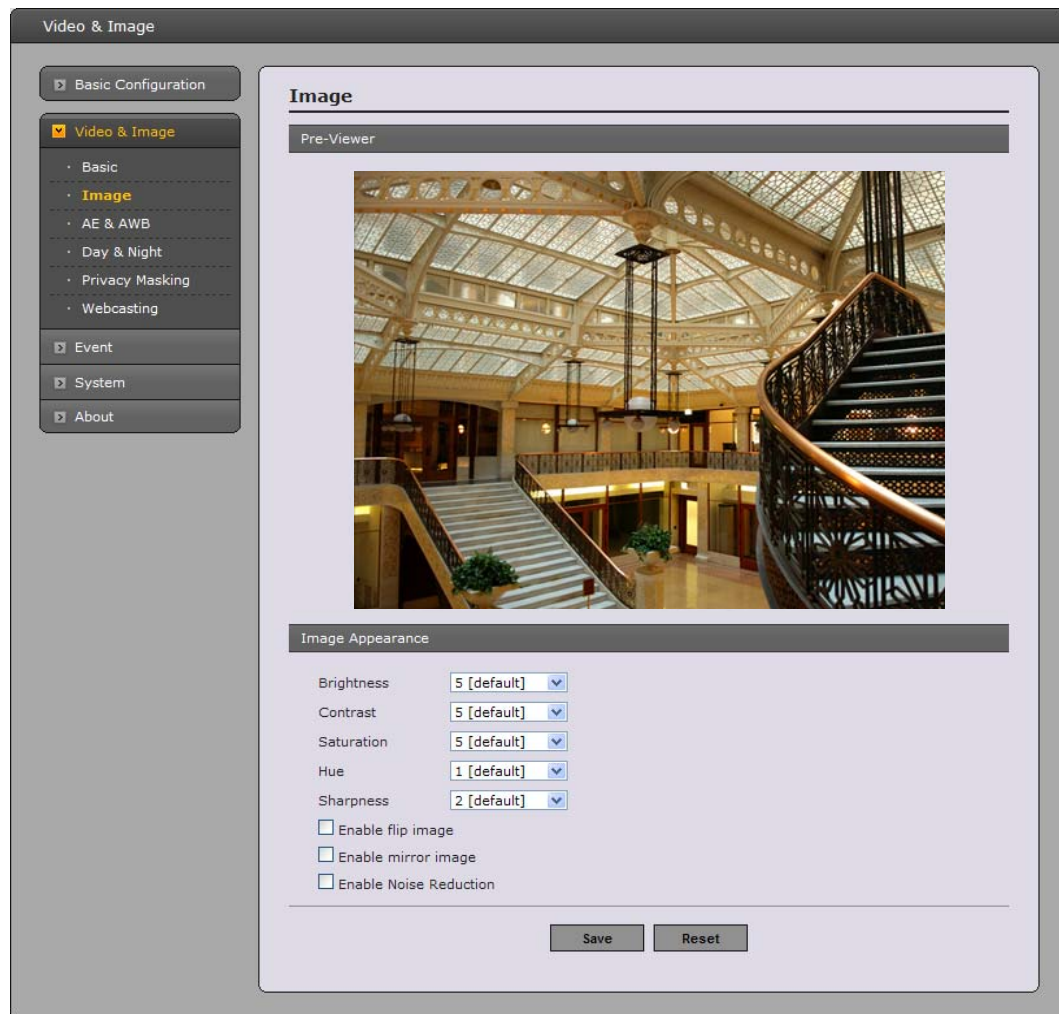 Video & Image
Basic Configuration
Video & Image
· Basic
· Image
· AE & AWB
· Day & Night
· Privacy Masking
· Webcasting
Event
System
About
Image
Pre-Viewer
Image Appearance
Brightness 5 [default]
Contrast 5 [default]
Saturation 5 [default]
Hue 1 [default]
Sharpness 2 [default]
Enable flip image
Enable mirror image
Enable Noise Reduction
Save Reset